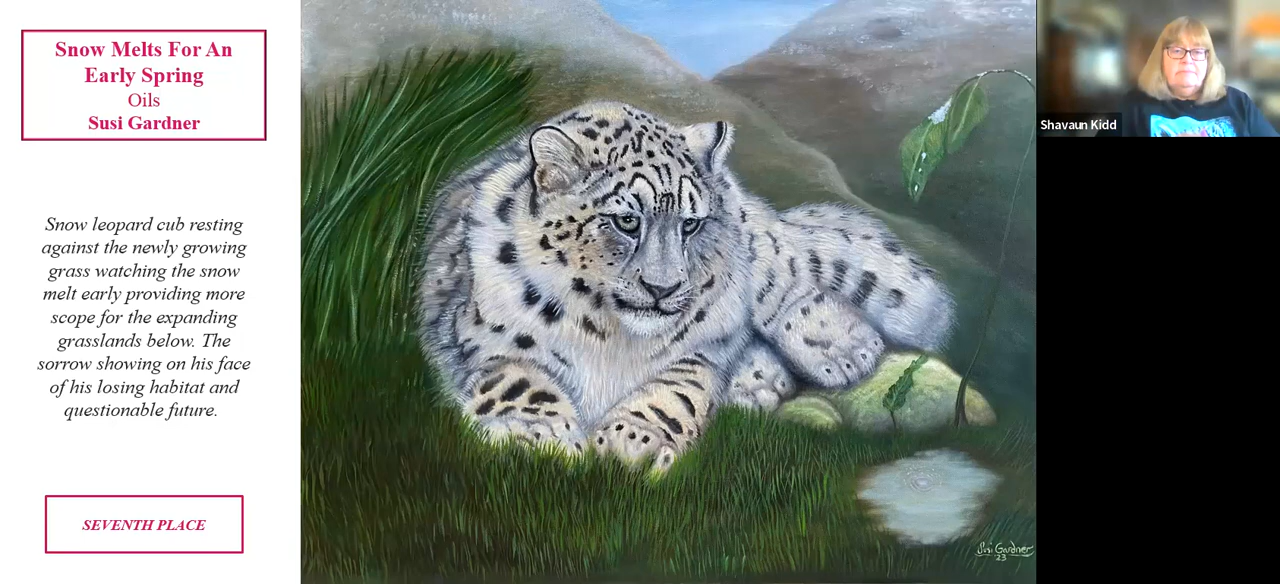 Snow Melts For An
Early Spring
Oils
Susi Gardner
Snow leopard cub resting
against the newly growing
grass watching the snow
melt early providing more
scope for the expanding
grasslands below. The
sorrow showing on his face
of his losing habitat and
questionable future.
SEVENTH PLACE
Susi Gardner
'23
Shavaun Kidd